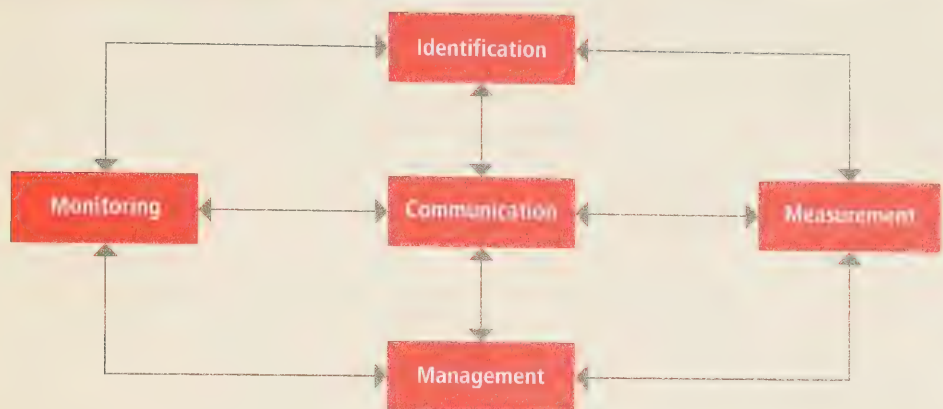 Identification
Monitoring
Communication
Measurement
Management